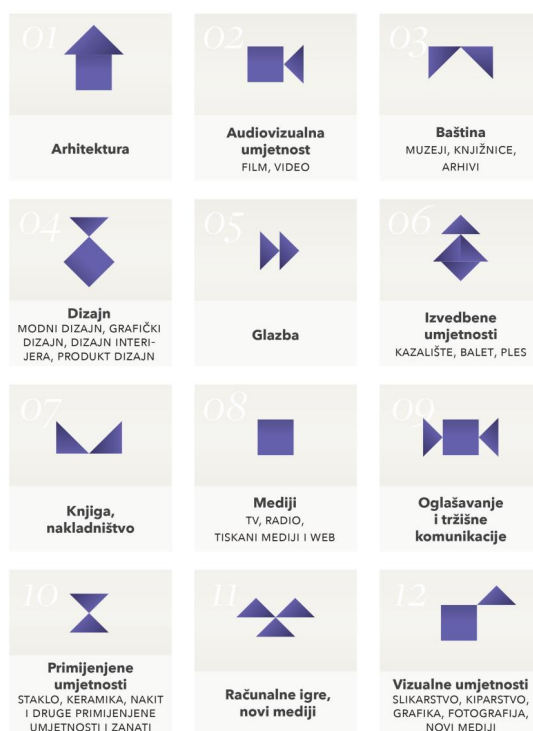 01
Arhitektura
02
Audiovizualna
umjetnost
FILM, VIDEO
03
Baština
MUZEJI, KNJIŽNICE,
ARHIVI
04
Dizajn
MODNI DIZAJN, GRAFIČKI
DIZAJN, DIZAJN INTERI-
JERA, PRODUKT DIZAJN
05
Glazba
06
Izvedbene
umjetnosti
KAZALIŠTE, BALET, PLES
07
Knjiga,
nakladništvo
08
Mediji
TV, RADIO,
TISKANI MEDIJI I WEB
09
Oglašavanje
i tržišne
komunikacije
10
Primijenjene
umjetnosti
STAKLO, KERAMIKA, NAKIT
I DRUGE PRIMIJENJENE
UMJETNOSTI I ZANATI
11
Računalne igre,
novi mediji
12
Vizualne umjetnosti
SLIKARSTVO, KIPARSTVO,
GRAFIKA, FOTOGRAFIJA,
NOVI MEDIJI